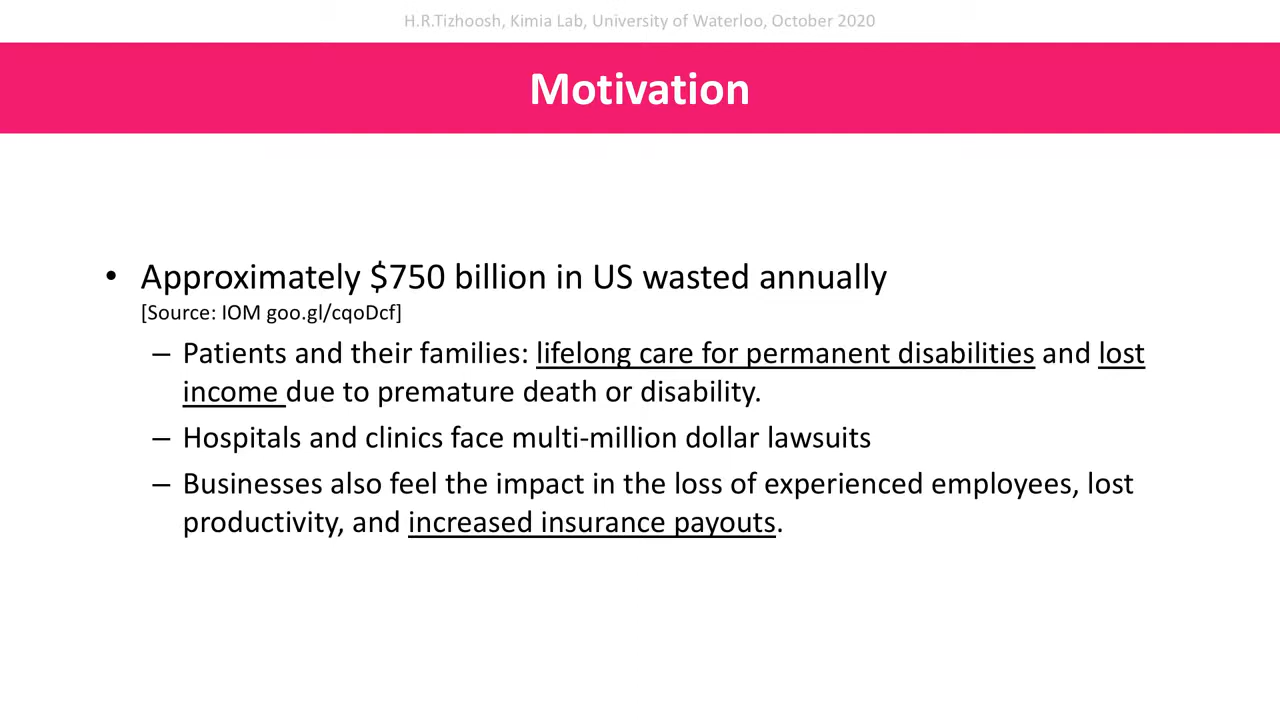 H.R.Tizhoosh, Kimia Lab, University of Waterloo, October 2020
Motivation
• Approximately $750 billion in US wasted annually
[Source: IOM goo.gl/cqoDcf]
– Patients and their families: lifelong care for permanent disabilities and lost
income due to premature death or disability.
– Hospitals and clinics face multi-million dollar lawsuits
– Businesses also feel the impact in the loss of experienced employees, lost
productivity, and increased insurance payouts.